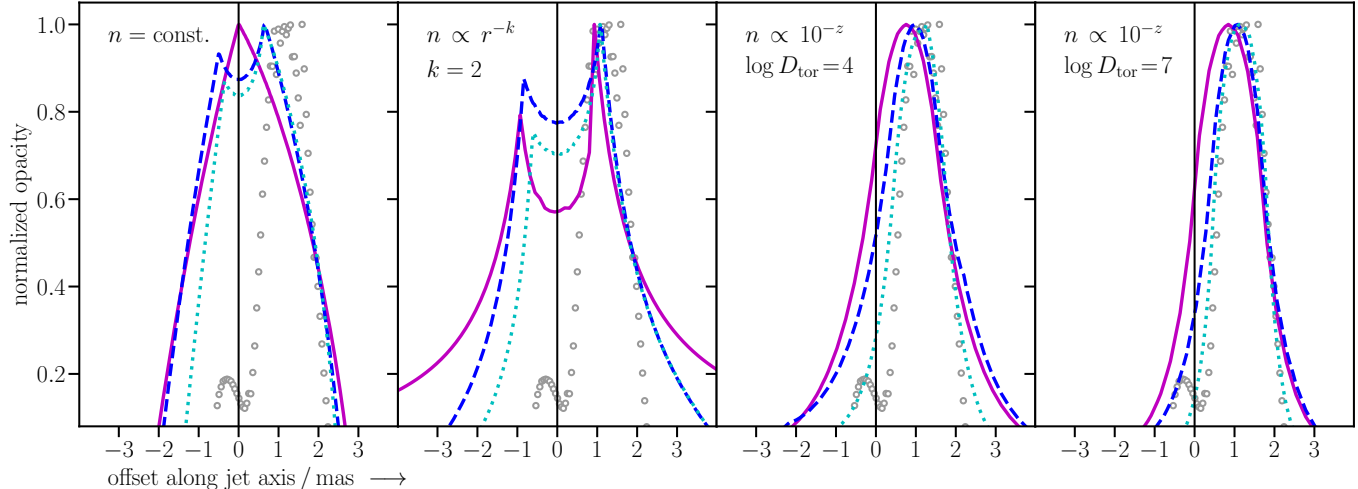 normalized opacity
1.0
0.8
0.6
0.4
0.2
n = const.
n ∝ r⁻ᵏ
k = 2
n ∝ 10⁻ᶻ
log D_tor = 4
n ∝ 10⁻ᶻ
log D_tor = 7
−3 −2 −1 0 1 2 3
−3 −2 −1 0 1 2 3
−3 −2 −1 0 1 2 3
−3 −2 −1 0 1 2 3
offset along jet axis / mas ⟶